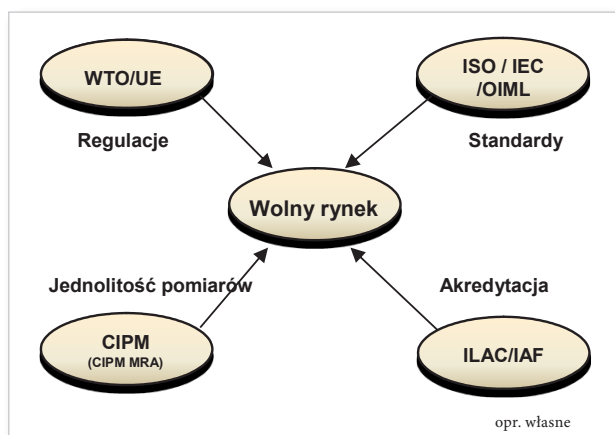 WTO/UE
ISO / IEC
/OIML
Regulacje
Standardy
Wolny rynek
Jednolitość pomiarów
Akredytacja
CIPM
(CIPM MRA)
ILAC/IAF
opr. własne